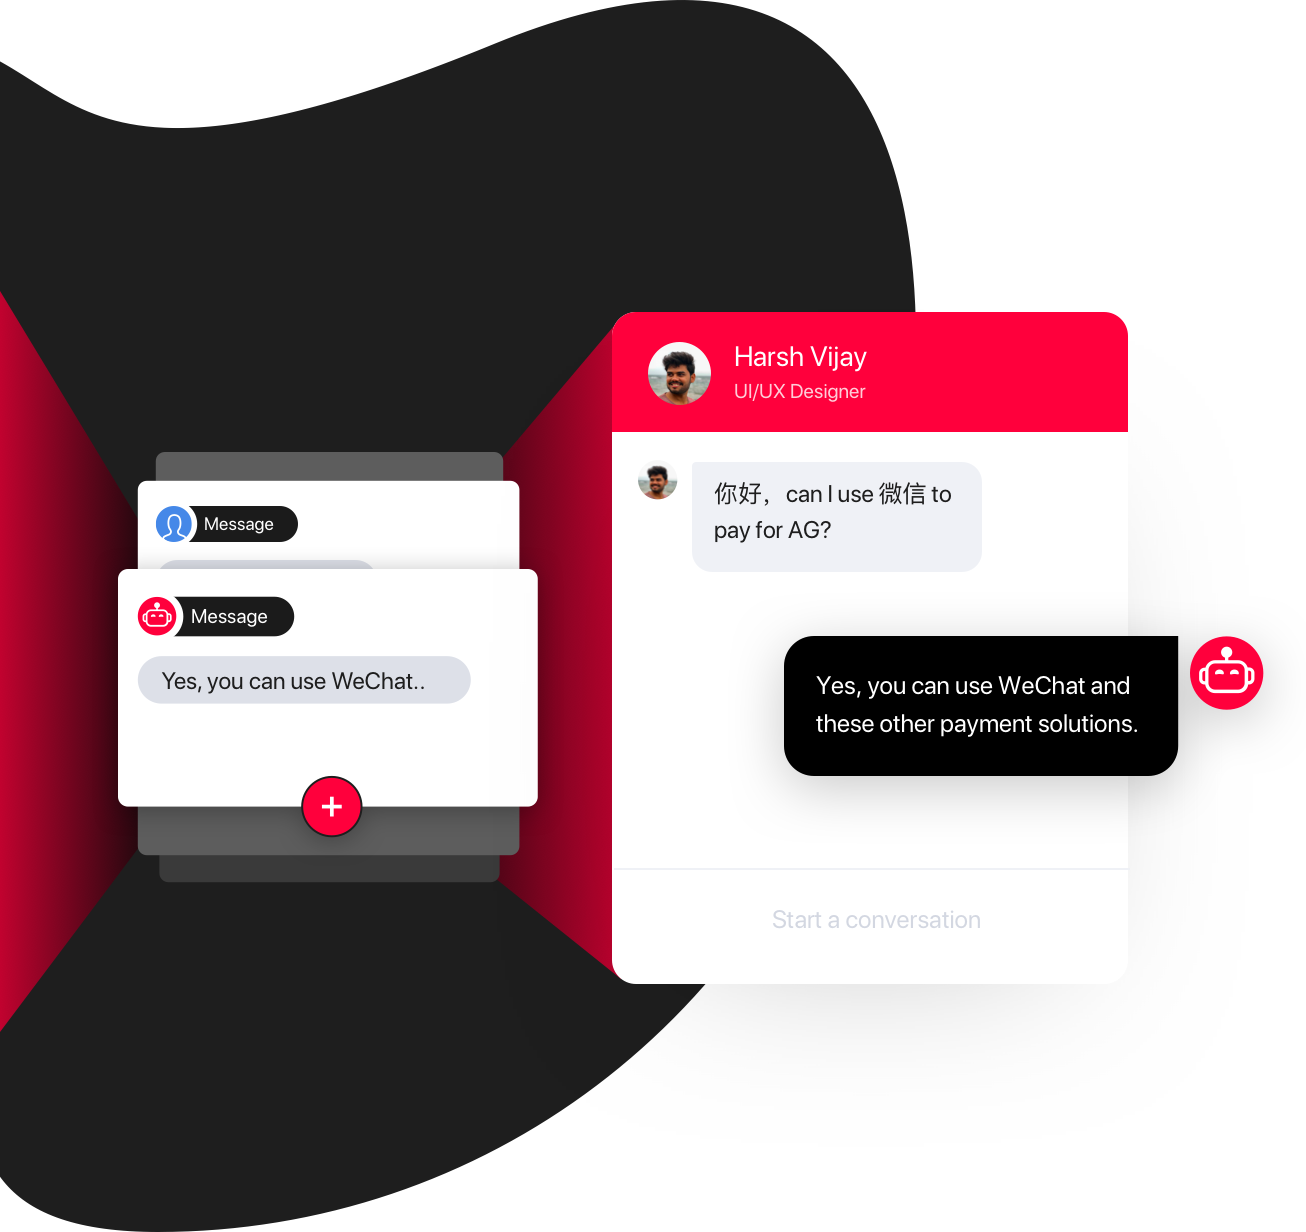 Harsh Vijay
UI/UX Designer
你好，can I use 微信 to
pay for AG?
Message
Message
Yes, you can use WeChat..
Yes, you can use WeChat and
these other payment solutions.
Start a conversation